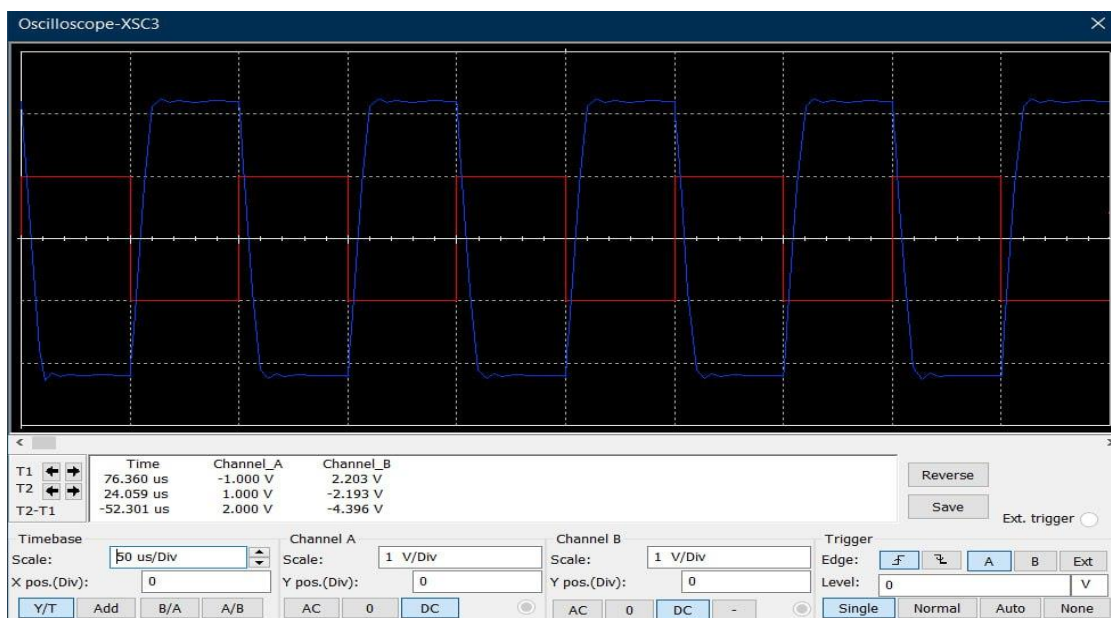 Oscilloscope-XSC3
Time Channel_A Channel_B
T1 76.360 us -1.000 V 2.203 V
T2 24.059 us 1.000 V -2.193 V
T2-T1 -52.301 us 2.000 V -4.396 V
Reverse
Save
Ext. trigger
Timebase
Scale: 50 us/Div
X pos.(Div): 0
Y/T Add B/A A/B
Channel A
Scale: 1 V/Div
Y pos.(Div): 0
AC 0 DC
Channel B
Scale: 1 V/Div
Y pos.(Div): 0
AC 0 DC -
Trigger
Edge: A B Ext
Level: 0 V
Single Normal Auto None